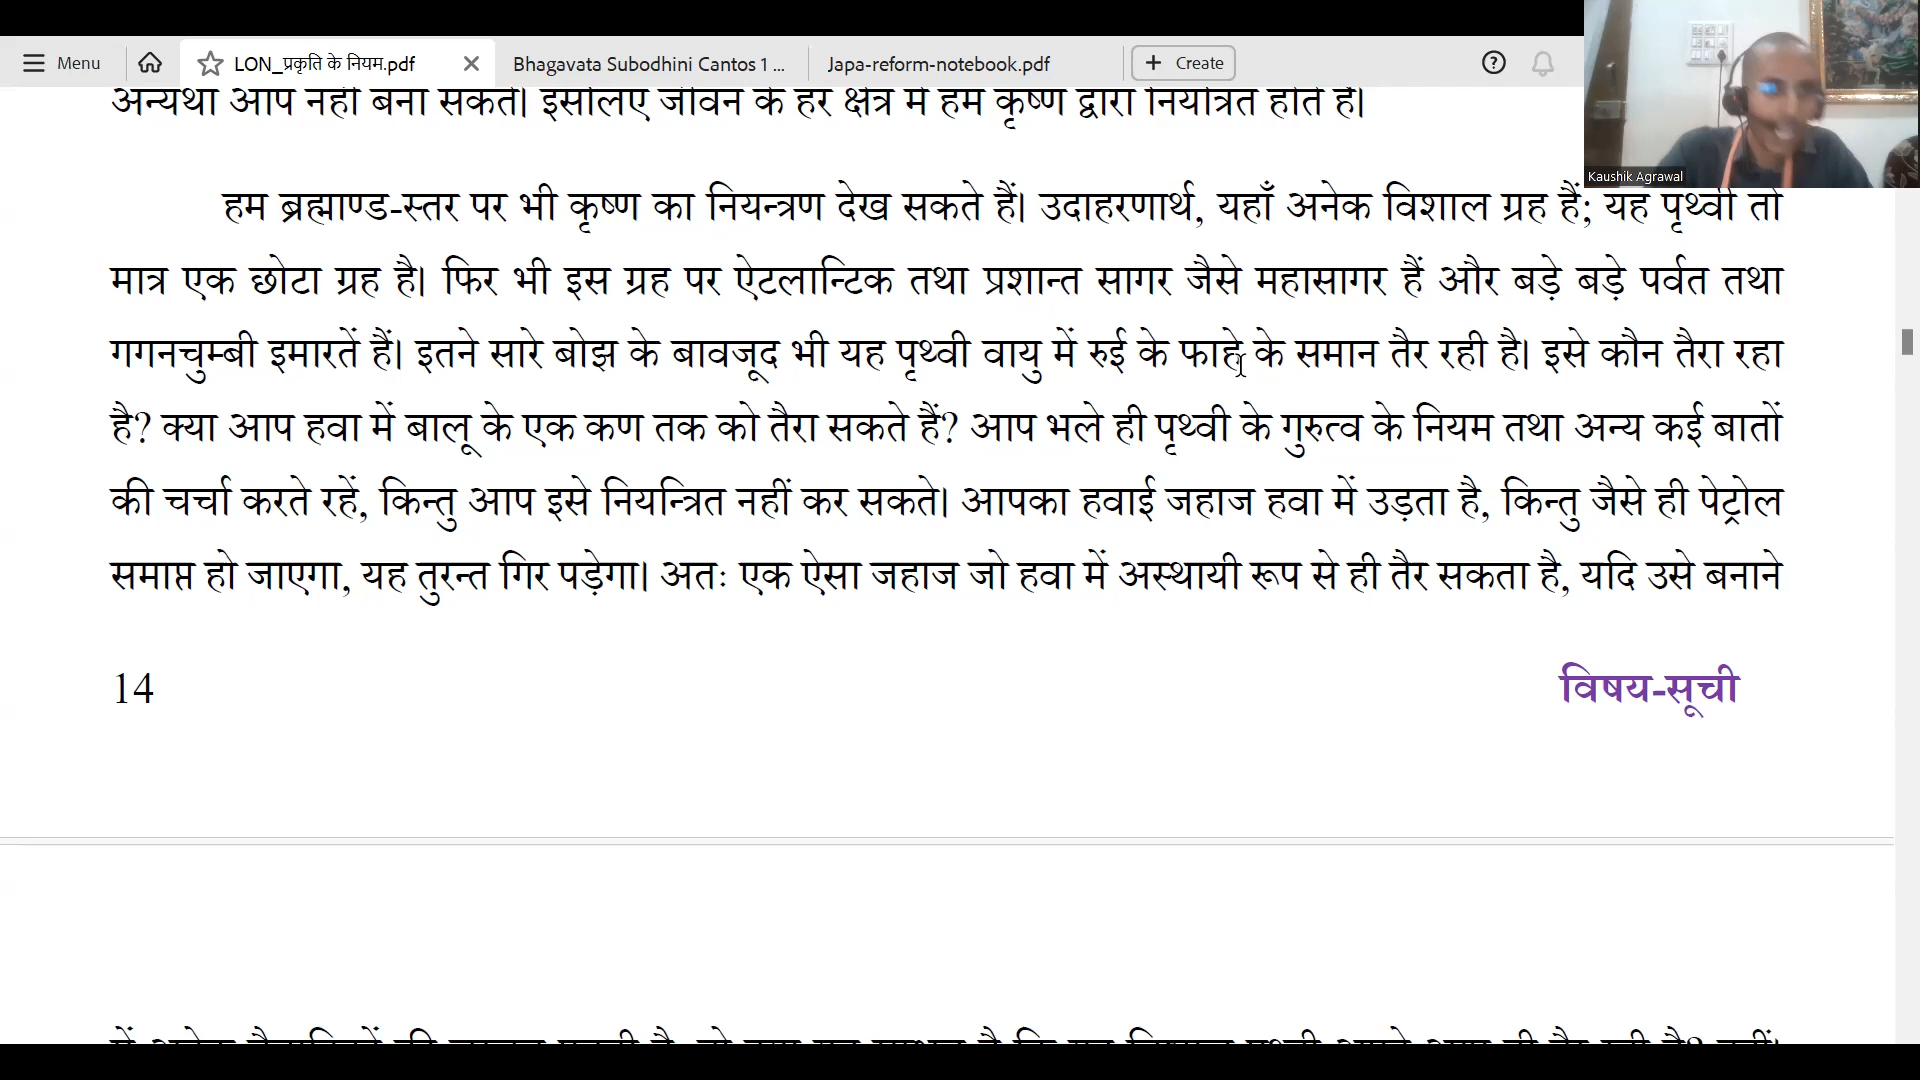 Menu
LON_प्रकृति के नियम.pdf
Bhagavata Subodhini Cantos 1 ...
Japa-reform-notebook.pdf
+ Create
Kaushik Agrawal
अन्यथा आप नहीं बना सकते। इसलिए जीवन के हर क्षेत्र में हम कृष्ण द्वारा नियंत्रित होते हैं।
हम ब्रह्माण्ड-स्तर पर भी कृष्ण का नियन्त्रण देख सकते हैं। उदाहरणार्थ, यहाँ अनेक विशाल ग्रह हैं; यह पृथ्वी तो
मात्र एक छोटा ग्रह है। फिर भी इस ग्रह पर ऐटलान्टिक तथा प्रशान्त सागर जैसे महासागर हैं और बड़े बड़े पर्वत तथा
गगनचुम्बी इमारतें हैं। इतने सारे बोझ के बावजूद भी यह पृथ्वी वायु में रुई के फाहे के समान तैर रही है। इसे कौन तैरा रहा
है? क्या आप हवा में बालू के एक कण तक को तैरा सकते हैं? आप भले ही पृथ्वी के गुरुत्व के नियम तथा अन्य कई बातों
की चर्चा करते रहें, किन्तु आप इसे नियन्त्रित नहीं कर सकते। आपका हवाई जहाज हवा में उड़ता है, किन्तु जैसे ही पेट्रोल
समाप्त हो जाएगा, यह तुरन्त गिर पड़ेगा। अतः एक ऐसा जहाज जो हवा में अस्थायी रूप से ही तैर सकता है, यदि उसे बनाने
14
विषय-सूची